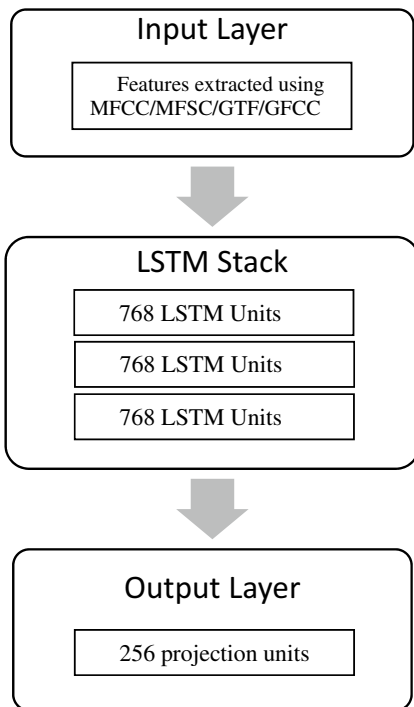 Input Layer
Features extracted using
MFCC/MFSC/GTF/GFCC
LSTM Stack
768 LSTM Units
768 LSTM Units
768 LSTM Units
Output Layer
256 projection units